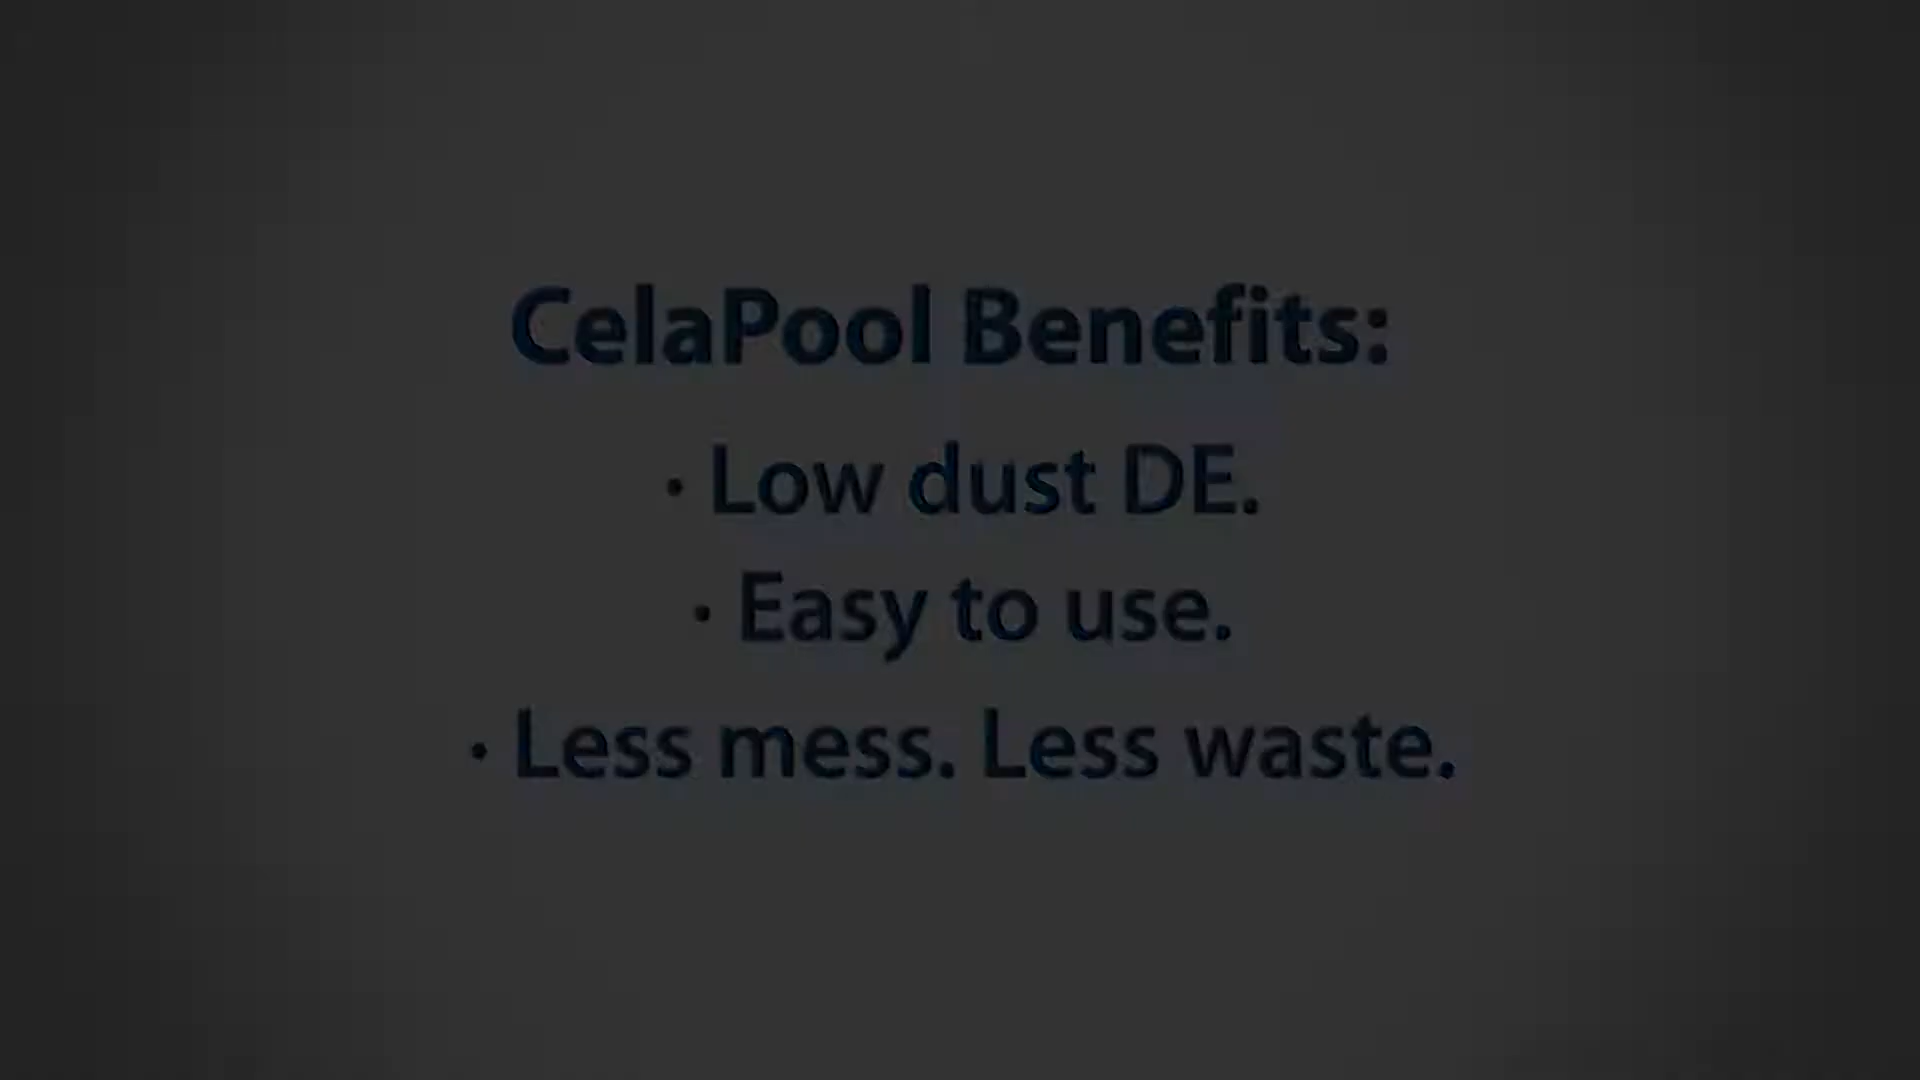 CelaPool Benefits:
· Low dust DE.
· Easy to use.
· Less mess. Less waste.